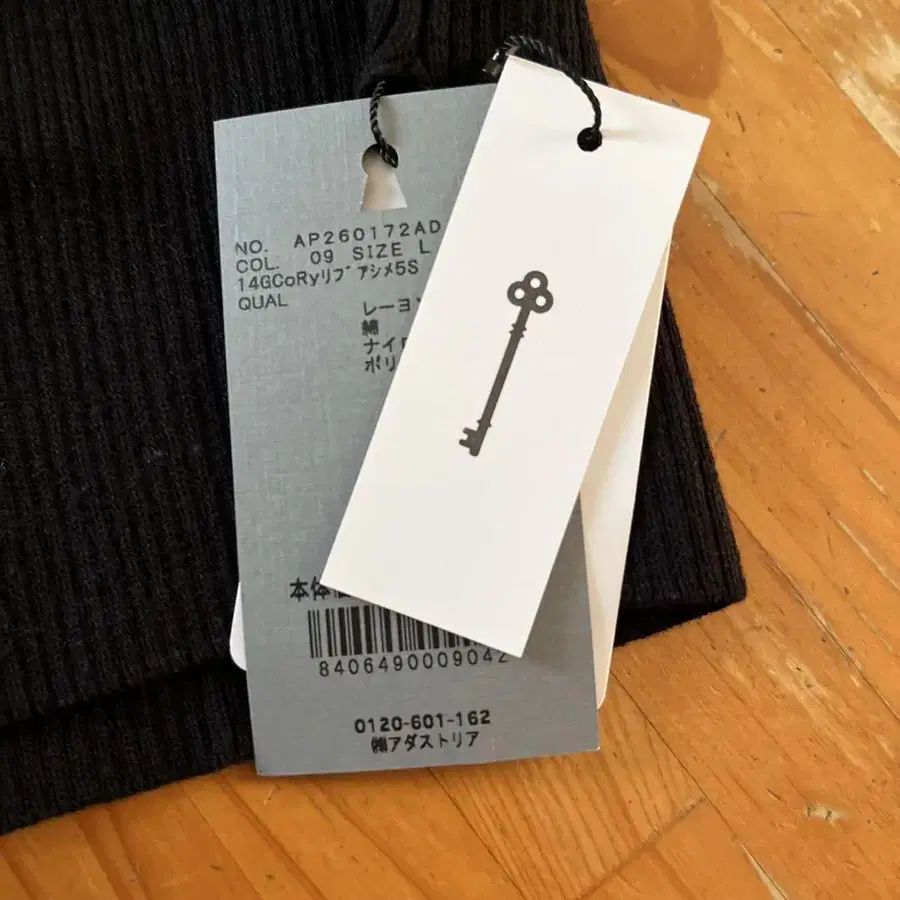 NO. AP260172AD
COL. 09 SIZE L
14GCoRyリブアシメ5S
QUAL
レーヨ
綿
ナイロ
ポリ
本体
8406490009042
0120-601-162
㈱アダストリア